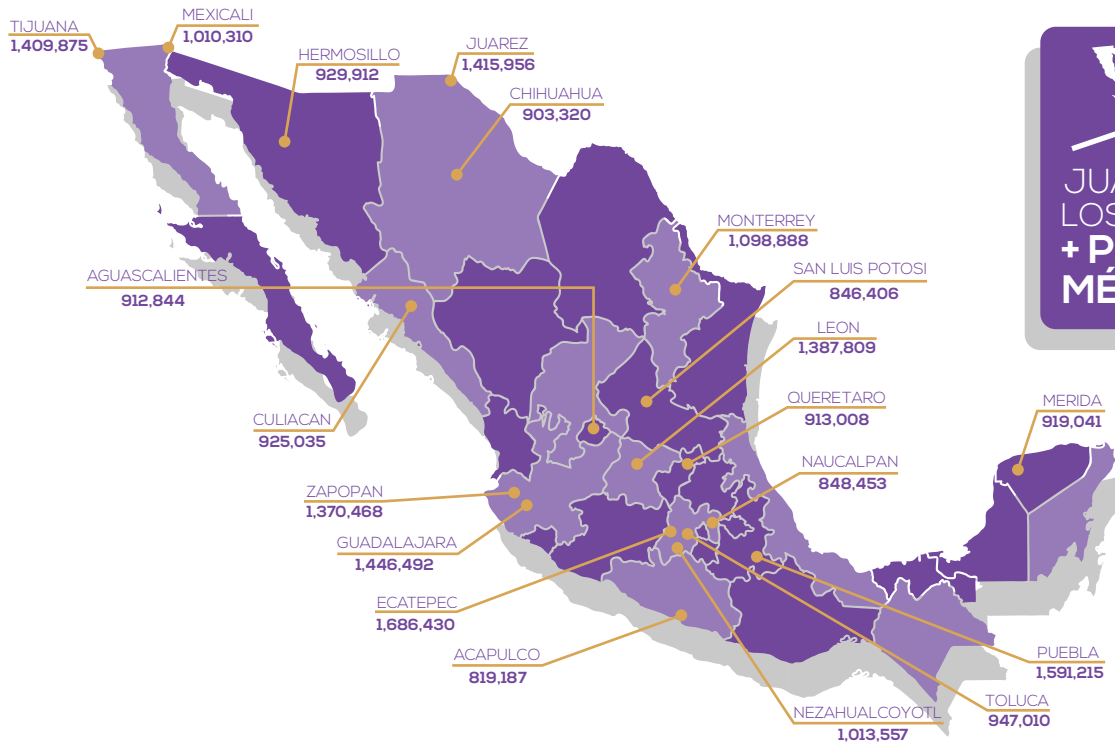 TIJUANA
1,409,875
MEXICALI
1,010,310
HERMOSILLO
929,912
JUAREZ
1,415,956
CHIHUAHUA
903,320
MONTERREY
1,098,888
SAN LUIS POTOSI
846,406
AGUASCALIENTES
912,844
LEON
1,387,809
QUERETARO
913,008
MERIDA
919,041
CULIACAN
925,035
NAUCALPAN
848,453
ZAPOPAN
1,370,468
GUADALAJARA
1,446,492
ECATEPEC
1,686,430
ACAPULCO
819,187
PUEBLA
1,591,215
TOLUCA
947,010
NEZAHUALCOYOTL
1,013,557
LOS
+